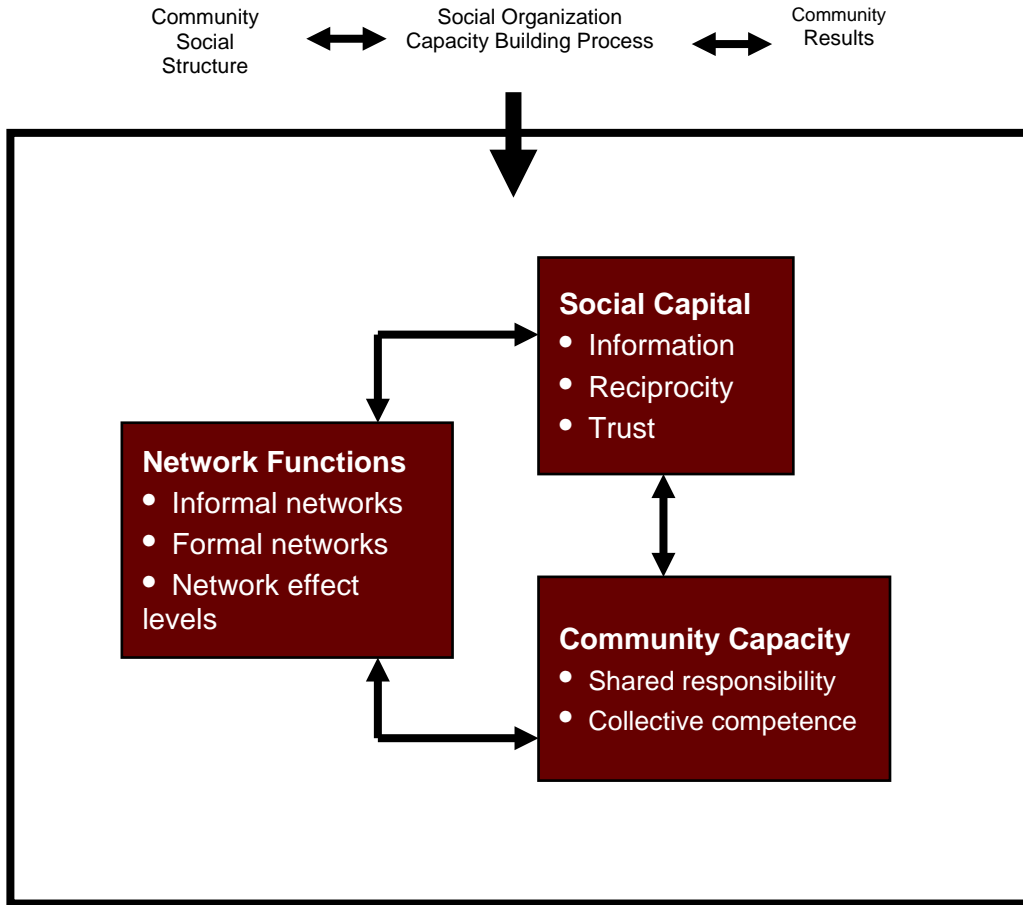 Community
Social
Structure
Social Organization
Capacity Building Process
Community
Results
Social Capital
• Information
• Reciprocity
• Trust
Network Functions
• Informal networks
• Formal networks
• Network effect
levels
Community Capacity
• Shared responsibility
• Collective competence